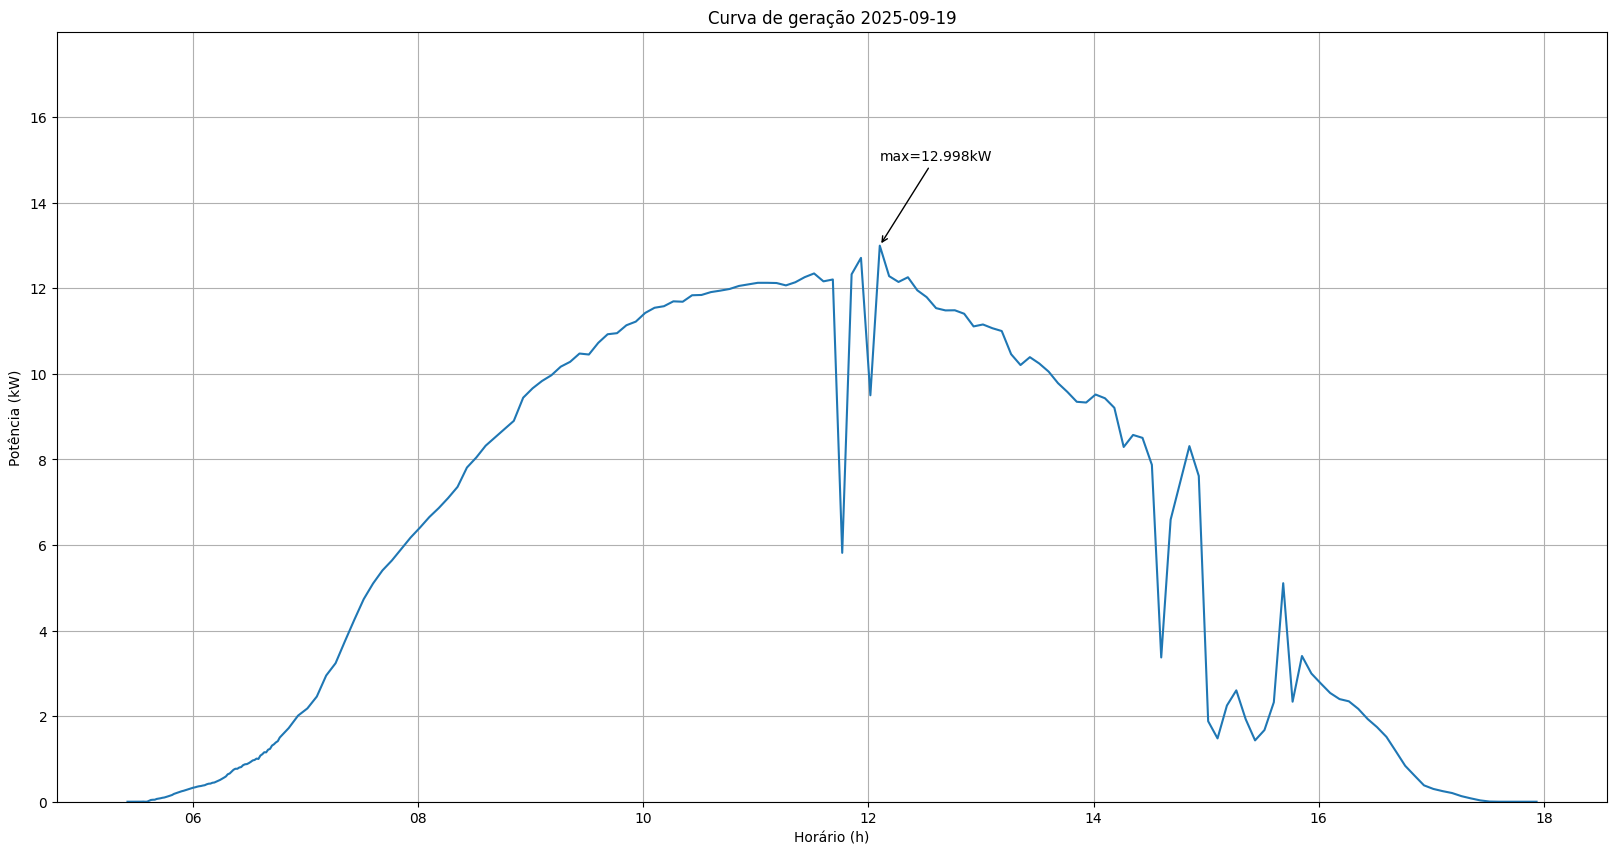 Curva de geração 2025-09-19
16
14
12
10
8
6
4
2
0
Potência (kW)
max=12.998kW
06 08 10 12 14 16 18
Horário (h)